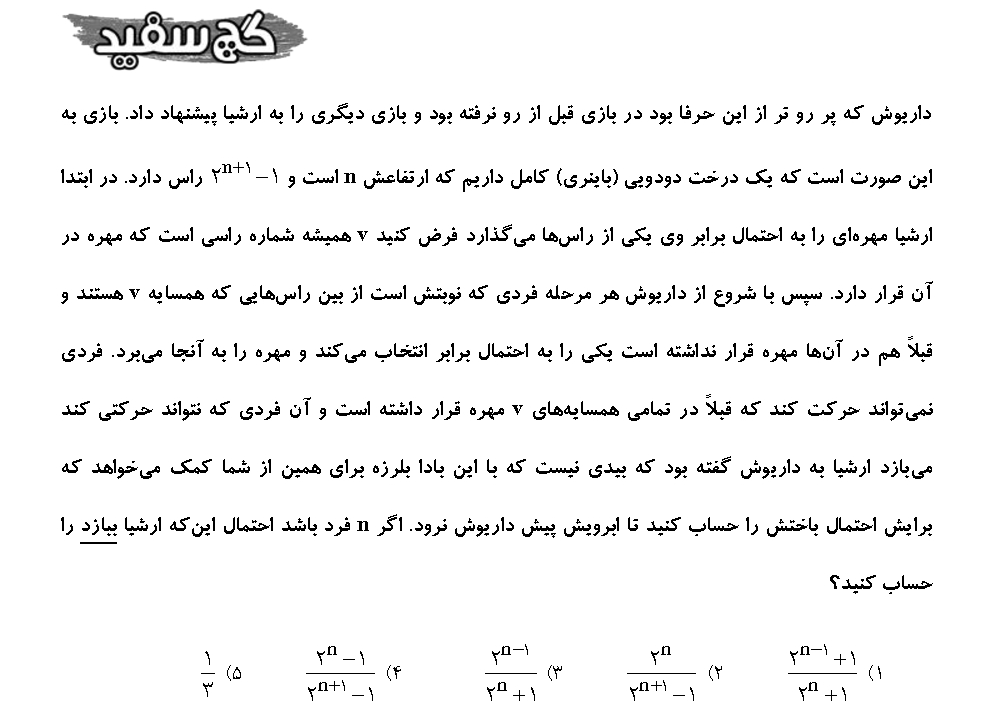 گچ سفید
داریوش که پر رو تر از این حرفا بود در بازی قبل از رو نرفته بود و بازی دیگری را به ارشیا پیشنهاد داد. بازی به
این صورت است که یک درخت دودویی (باینری) کامل داریم که ارتفاعش n است و ۲^{n+۱}−۱ راس دارد. در ابتدا
ارشیا مهره‌ای را به احتمال برابر وی یکی از راس‌ها می‌گذارد فرض کنید v همیشه شماره راسی است که مهره در
آن قرار دارد. سپس با شروع از داریوش هر مرحله فردی که نوبتش است از بین راس‌هایی که همسایه v هستند و
قبلاً هم در آن‌ها مهره قرار نداشته است یکی را به احتمال برابر انتخاب می‌کند و مهره را به آنجا می‌برد. فردی
نمی‌تواند حرکت کند که قبلاً در تمامی همسایه‌های v مهره قرار داشته است و آن فردی که نتواند حرکتی کند
می‌بازد ارشیا به داریوش گفته بود که بیدی نیست که با این بادا بلرزه برای همین از شما کمک می‌خواهد که
برایش احتمال باختش را حساب کنید تا ابرویش پیش داریوش نرود. اگر n فرد باشد احتمال این‌که ارشیا ببازد را
حساب کنید؟
۱) (۲^{n−۱}+۱)/(۲^n+۱) ۲) ۲^n/(۲^{n+۱}−۱) ۳) ۲^{n−۱}/(۲^n+۱) ۴) (۲^n−۱)/(۲^{n+۱}−۱) ۵) ۱/۳